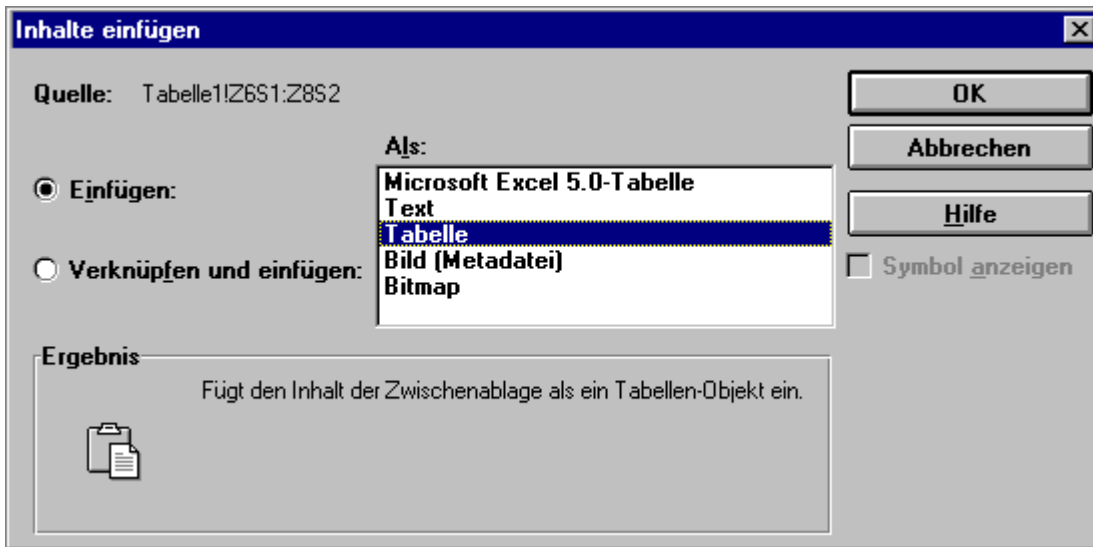 Inhalte einfügen
Quelle: Tabelle1!Z6S1:Z8S2
OK
Als:
Abbrechen
Einfügen:
Microsoft Excel 5.0-Tabelle
Text
Hilfe
Tabelle
Verknüpfen und einfügen:
Bild (Metadatei)
Symbol anzeigen
Bitmap
Ergebnis
Fügt den Inhalt der Zwischenablage als ein Tabellen-Objekt ein.